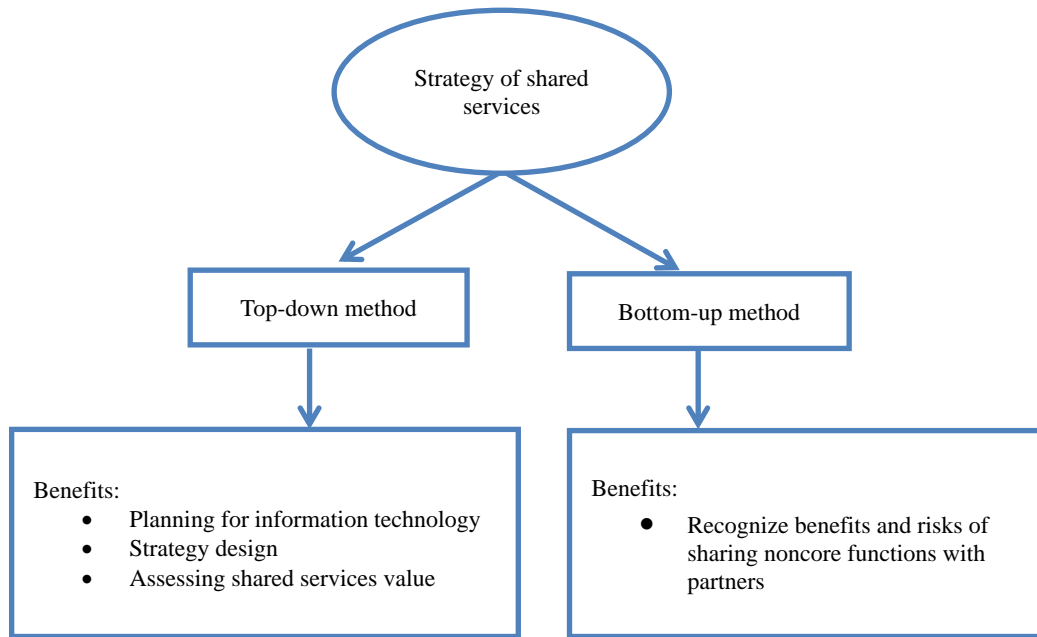 Strategy of shared
services
Top-down method
Bottom-up method
Benefits:
• Planning for information technology
• Strategy design
• Assessing shared services value
Benefits:
• Recognize benefits and risks of
sharing noncore functions with
partners